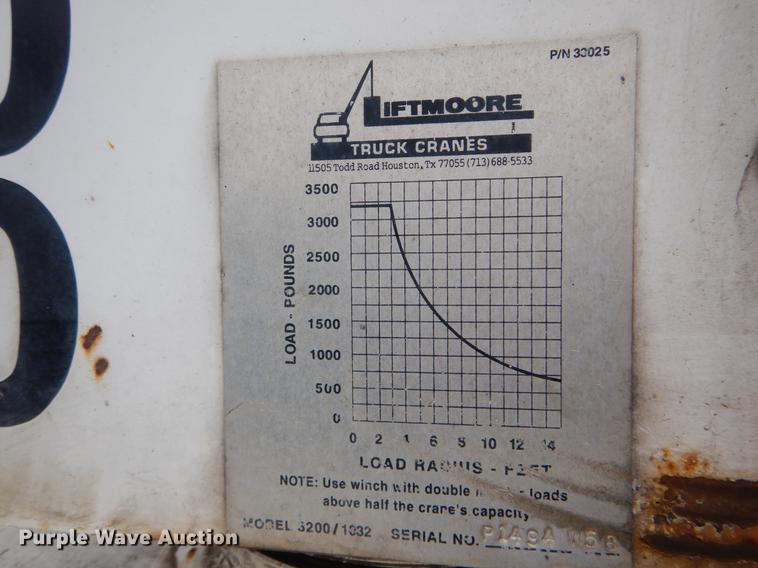 P/N 33025
LIFTMOORE
TRUCK CRANES
11505 Todd Road Houston, Tx 77055 (713) 688-5533
3500
3000
2500
2000
1500
1000
500
0
LOAD - POUNDS
0 2 4 6 8 10 12 14
LOAD RADIUS - FEET
NOTE: Use winch with double loads
above half the crane's capacity
MODEL 3200/1032 SERIAL NO. P1494 W58
Purple Wave Auction